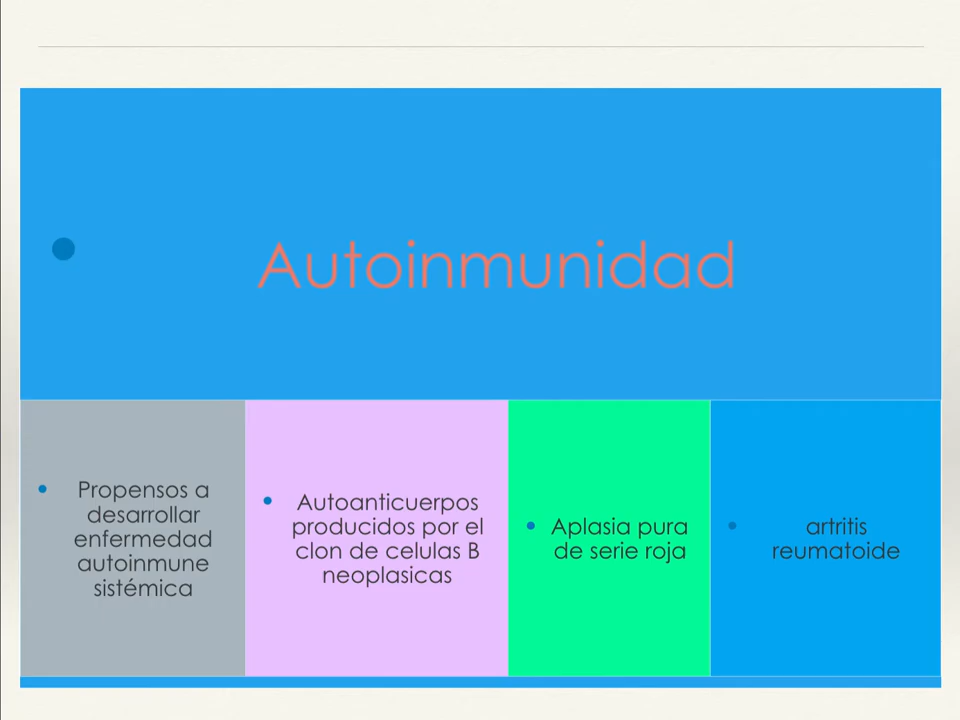 Autoinmunidad
Propensos a
desarrollar
enfermedad
autoinmune
sistémica
Autoanticuerpos
producidos por el
clon de celulas B
neoplasicas
Aplasia pura
de serie roja
artritis
reumatoide